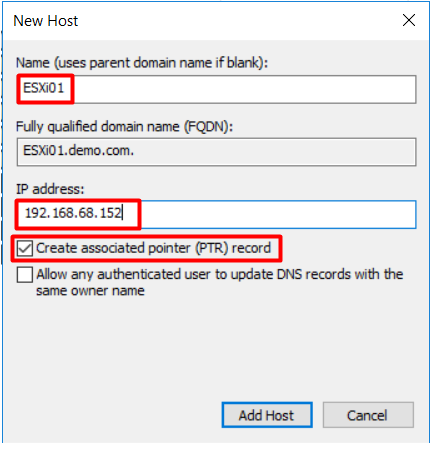 New Host
Name (uses parent domain name if blank):
ESXi01
Fully qualified domain name (FQDN):
ESXi01.demo.com.
IP address:
192.168.68.152
Create associated pointer (PTR) record
Allow any authenticated user to update DNS records with the
same owner name
Add Host
Cancel